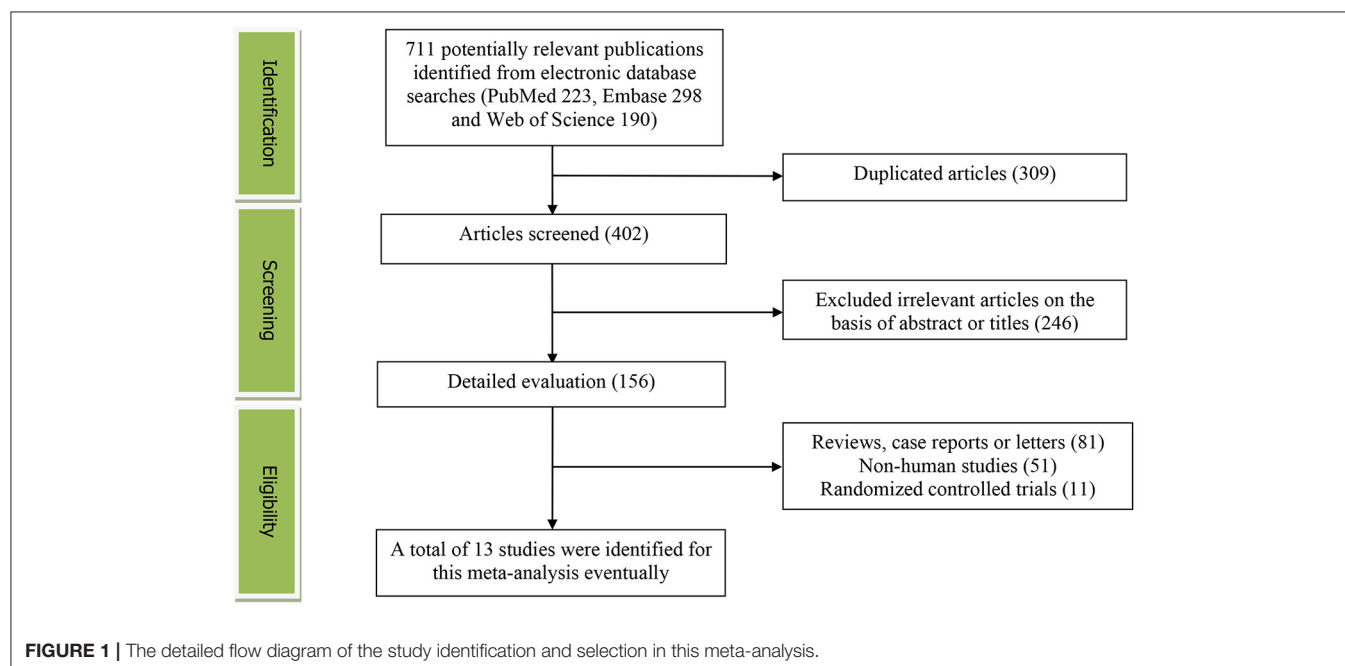 Identification
711 potentially relevant publications
identified from electronic database
searches (PubMed 223, Embase 298
and Web of Science 190)
Duplicated articles (309)
Screening
Articles screened (402)
Excluded irrelevant articles on the
basis of abstract or titles (246)
Detailed evaluation (156)
Eligibility
Reviews, case reports or letters (81)
Non-human studies (51)
Randomized controlled trials (11)
A total of 13 studies were identified for
this meta-analysis eventually
FIGURE 1 | The detailed flow diagram of the study identification and selection in this meta-analysis.